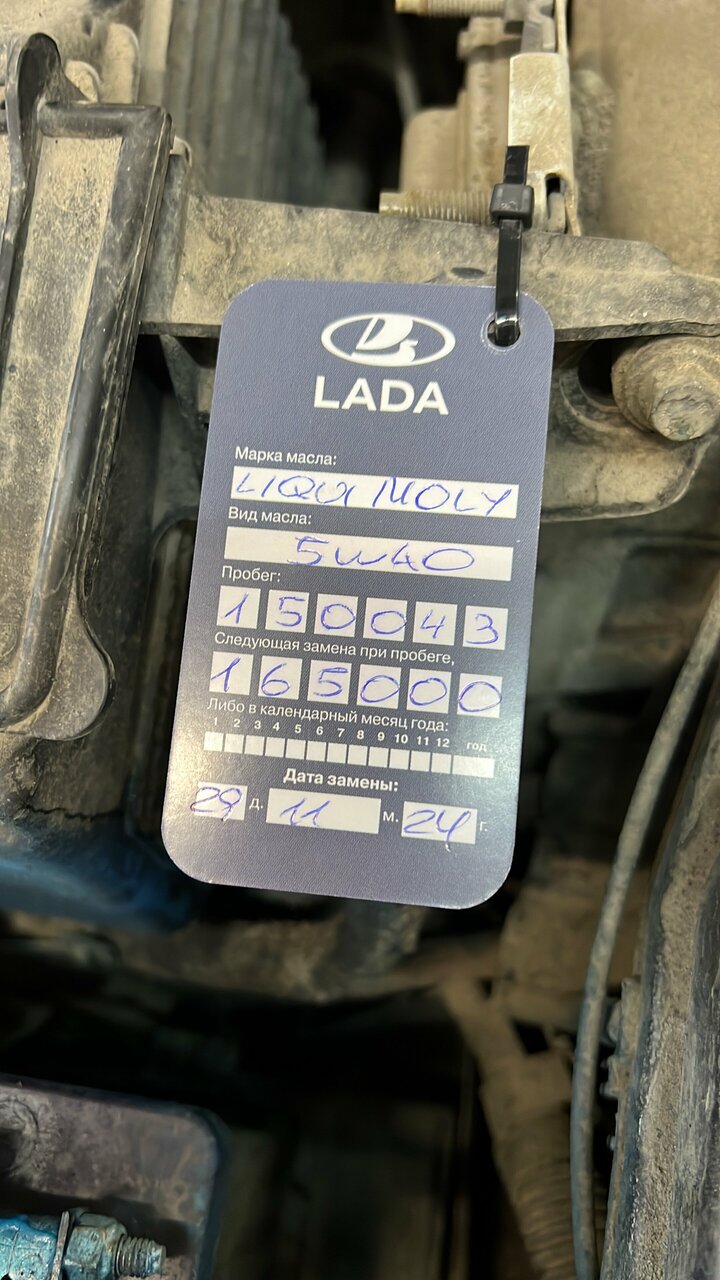 LADA
Марка масла:
LIQUI MOLY
Вид масла:
5w40
Пробег:
150043
Следующая замена при пробеге,
165000
Либо в календарный месяц года:
1 2 3 4 5 6 7 8 9 10 11 12 год
Дата замены:
29 д. 11 м. 24 г.